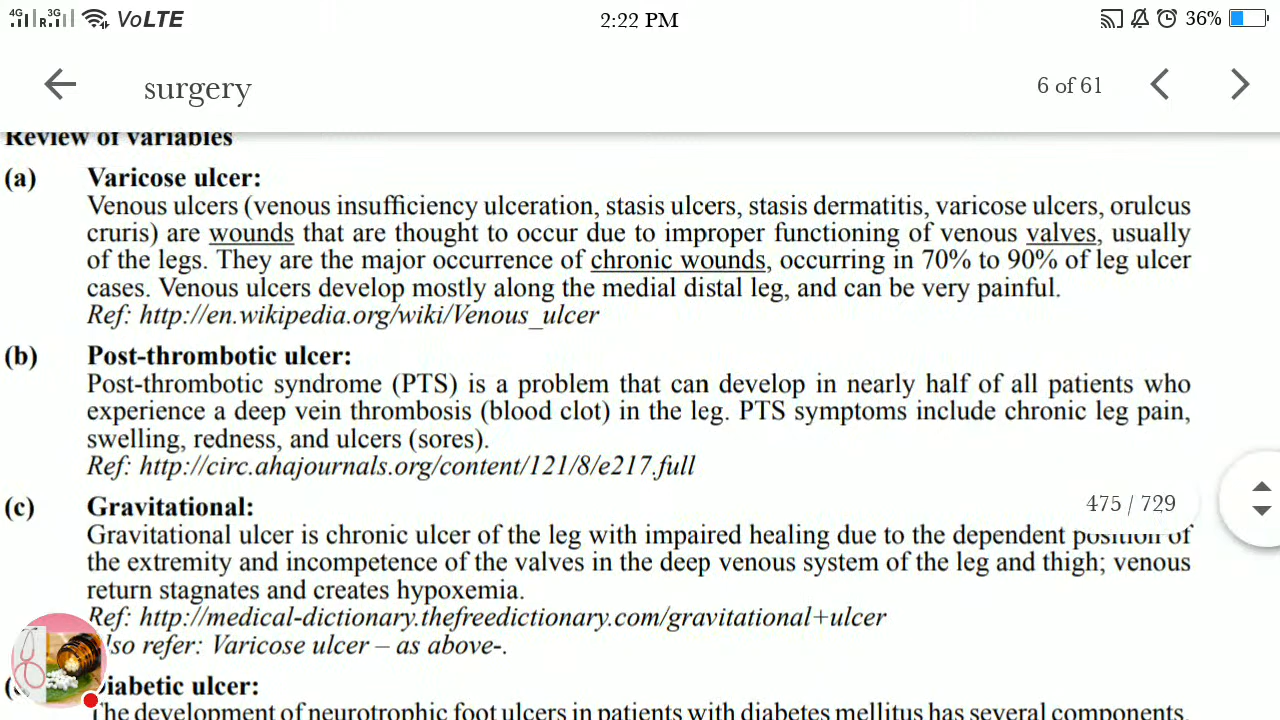 4G R 3G VoLTE 2:22 PM 36%
surgery 6 of 61
Review of variables
(a) Varicose ulcer:
Venous ulcers (venous insufficiency ulceration, stasis ulcers, stasis dermatitis, varicose ulcers, orulcus
cruris) are wounds that are thought to occur due to improper functioning of venous valves, usually
of the legs. They are the major occurrence of chronic wounds, occurring in 70% to 90% of leg ulcer
cases. Venous ulcers develop mostly along the medial distal leg, and can be very painful.
Ref: http://en.wikipedia.org/wiki/Venous_ulcer
(b) Post-thrombotic ulcer:
Post-thrombotic syndrome (PTS) is a problem that can develop in nearly half of all patients who
experience a deep vein thrombosis (blood clot) in the leg. PTS symptoms include chronic leg pain,
swelling, redness, and ulcers (sores).
Ref: http://circ.ahajournals.org/content/121/8/e217.full
(c) Gravitational:
475 / 729
Gravitational ulcer is chronic ulcer of the leg with impaired healing due to the dependent position of
the extremity and incompetence of the valves in the deep venous system of the leg and thigh; venous
return stagnates and creates hypoxemia.
Ref: http://medical-dictionary.thefreedictionary.com/gravitational+ulcer
lso refer: Varicose ulcer – as above-.
iabetic ulcer:
The development of neurotrophic foot ulcers in patients with diabetes mellitus has several components,